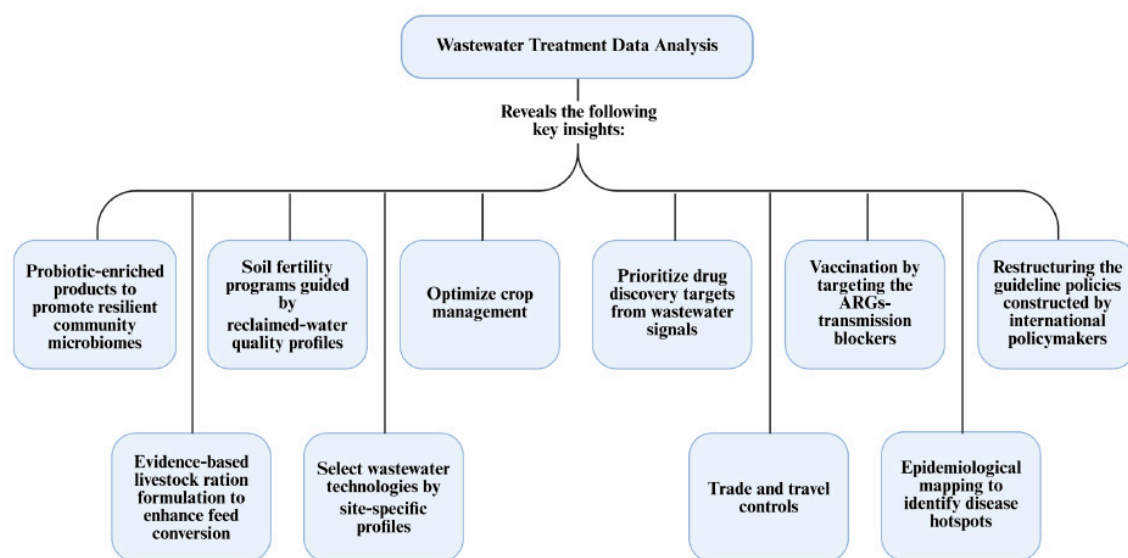 Wastewater Treatment Data Analysis
Reveals the following
key insights:
Probiotic-enriched
products to
promote resilient
community
microbiomes
Soil fertility
programs guided
by
reclaimed-water
quality profiles
Optimize crop
management
Prioritize drug
discovery targets
from wastewater
signals
Vaccination by
targeting the
ARGs-
transmission
blockers
Restructuring the
guideline policies
constructed by
international
policymakers
Evidence-based
livestock ration
formulation to
enhance feed
conversion
Select wastewater
technologies by
site-specific
profiles
Trade and travel
controls
Epidemiological
mapping to
identify disease
hotspots